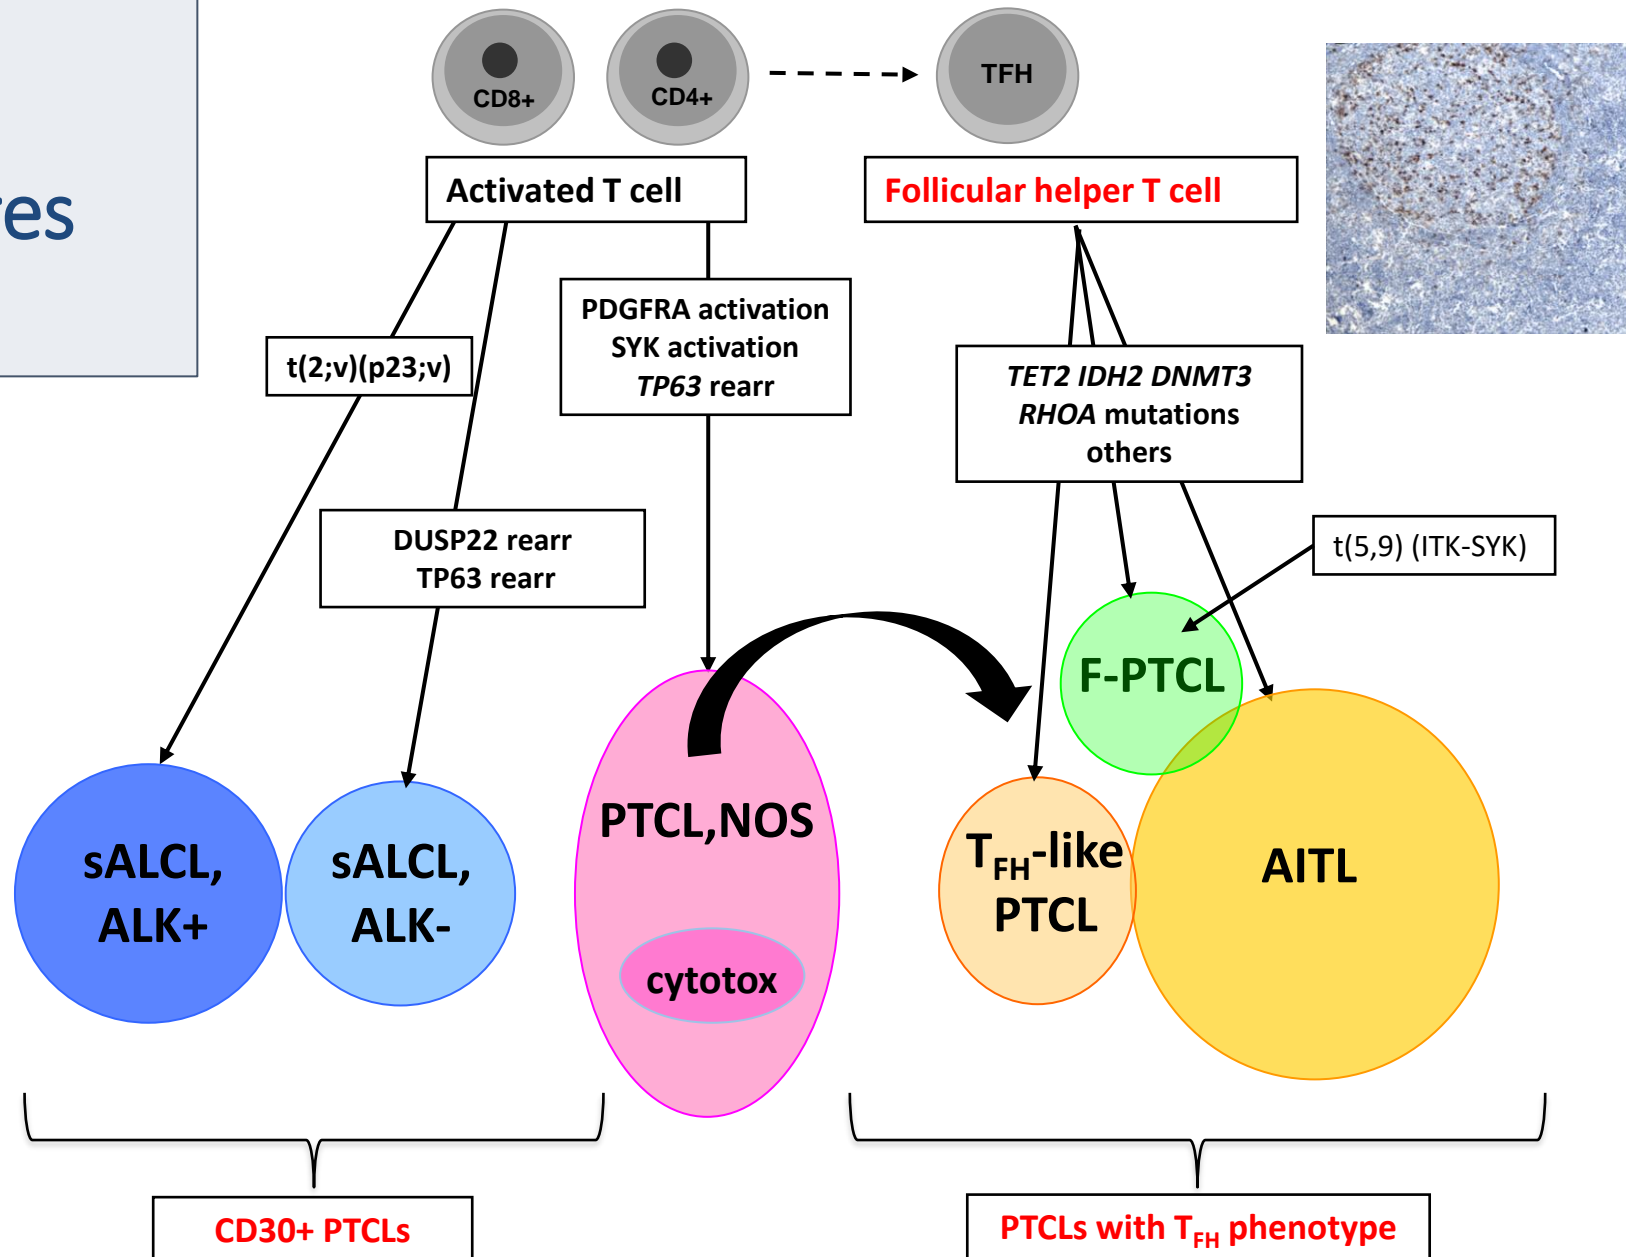 res
CD8+
CD4+
TFH
Activated T cell
Follicular helper T cell
PDGFRA activation
SYK activation
TP63 rearr
t(2;v)(p23;v)
TET2 IDH2 DNMT3
RHOA mutations
others
DUSP22 rearr
TP63 rearr
t(5,9) (ITK-SYK)
F-PTCL
PTCL,NOS
sALCL,
ALK+
sALCL,
ALK-
TFH-like
PTCL
AITL
cytotox
CD30+ PTCLs
PTCLs with TFH phenotype